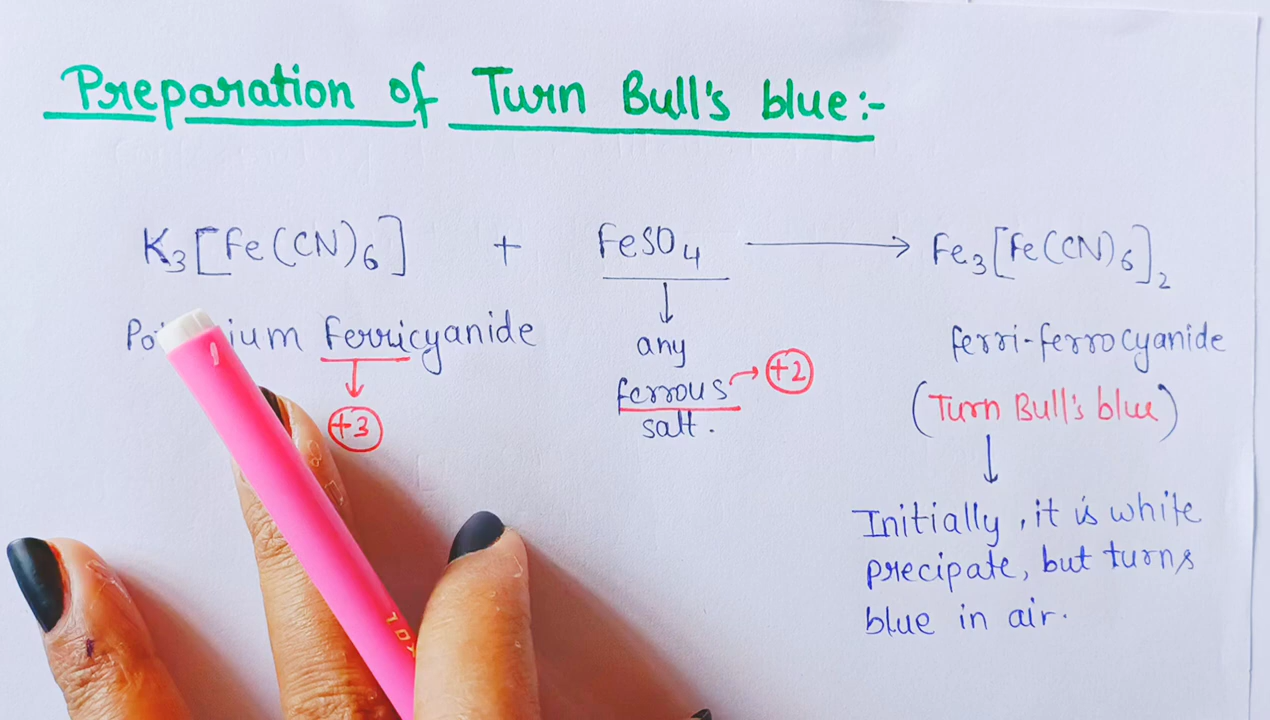 Preparation of Turn Bull's blue:-
K₃[Fe(CN)₆] + FeSO₄ ⟶ Fe₃[Fe(CN)₆]₂
ferricyanide
+3
any
ferrous → +2
salt.
ferri-ferrocyanide
(Turn Bull's blue)
Initially, it is white
precipate, but turns
blue in air.